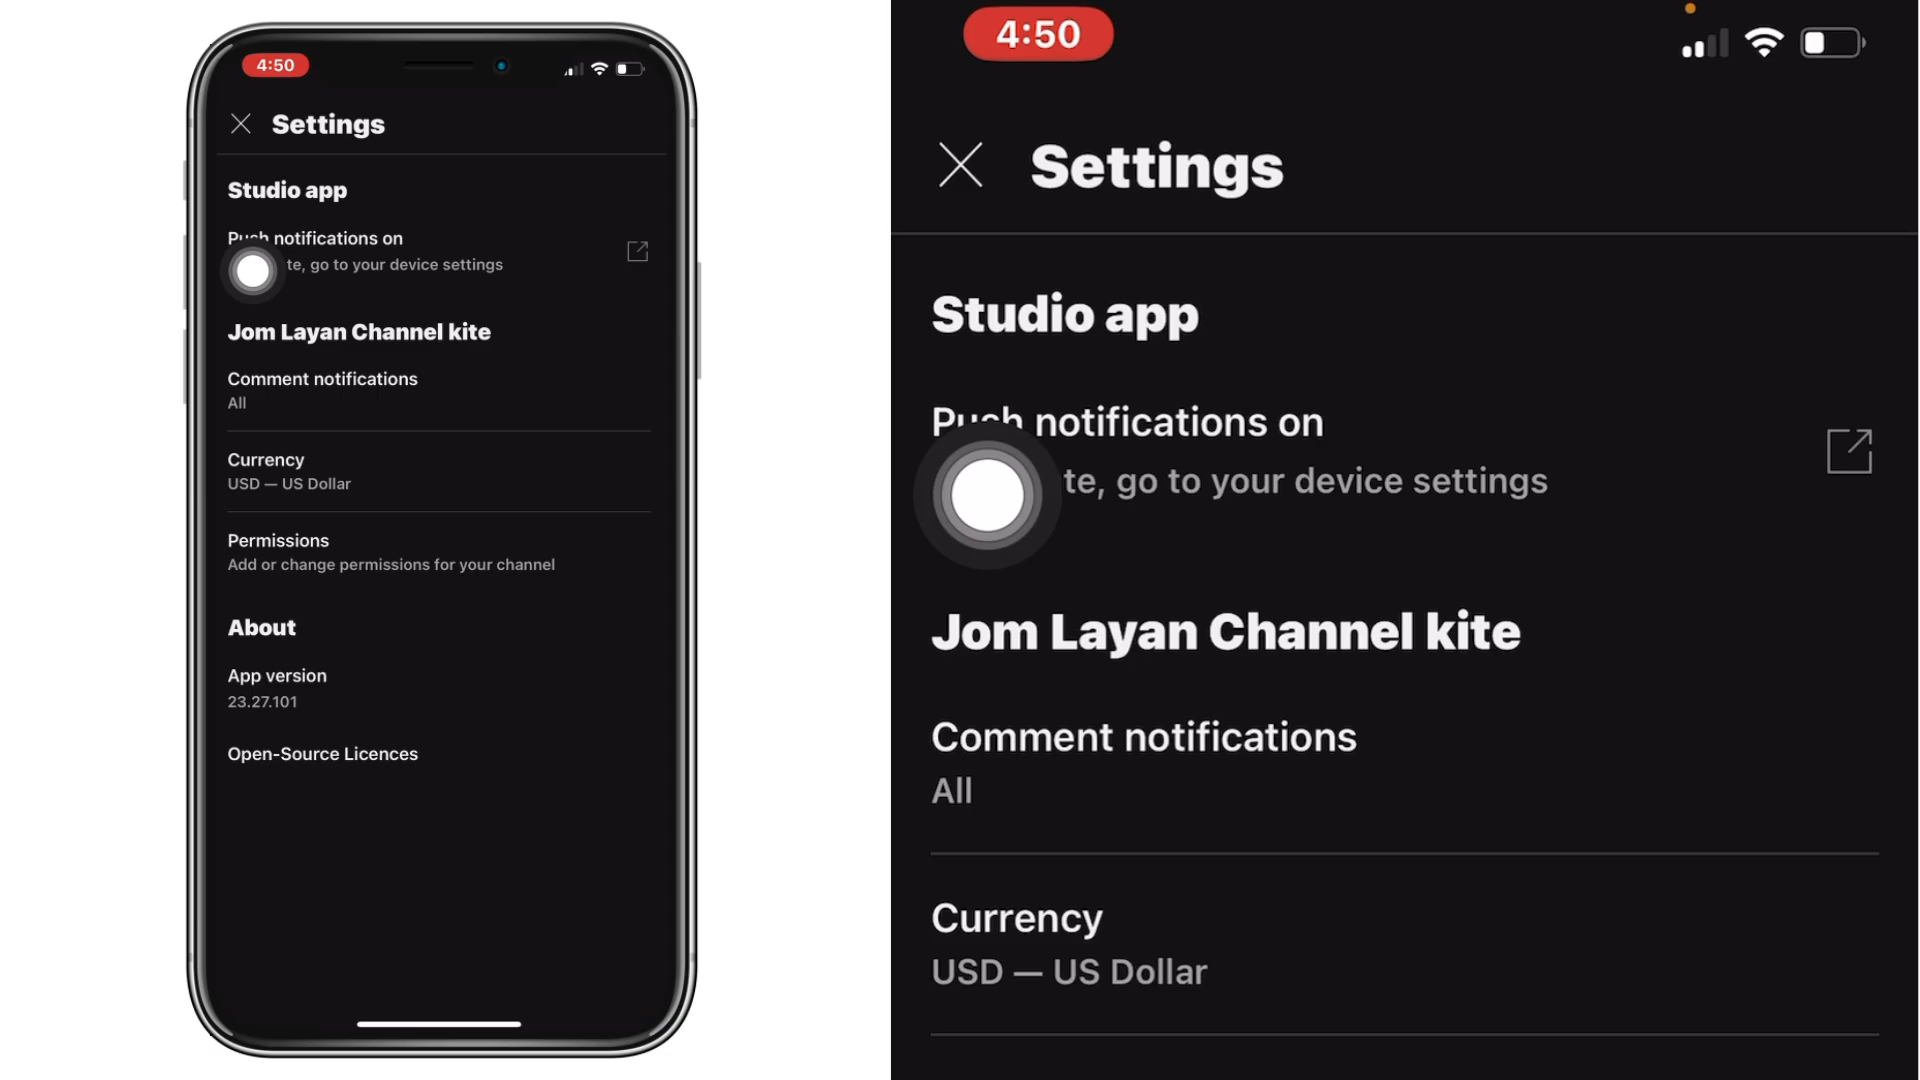 4:50
Settings
Studio app
Push notifications on
te, go to your device settings
Jom Layan Channel kite
Comment notifications
All
Currency
USD — US Dollar
Permissions
Add or change permissions for your channel
About
App version
23.27.101
Open-Source Licences
4:50
Settings
Studio app
Push notifications on
te, go to your device settings
Jom Layan Channel kite
Comment notifications
All
Currency
USD — US Dollar